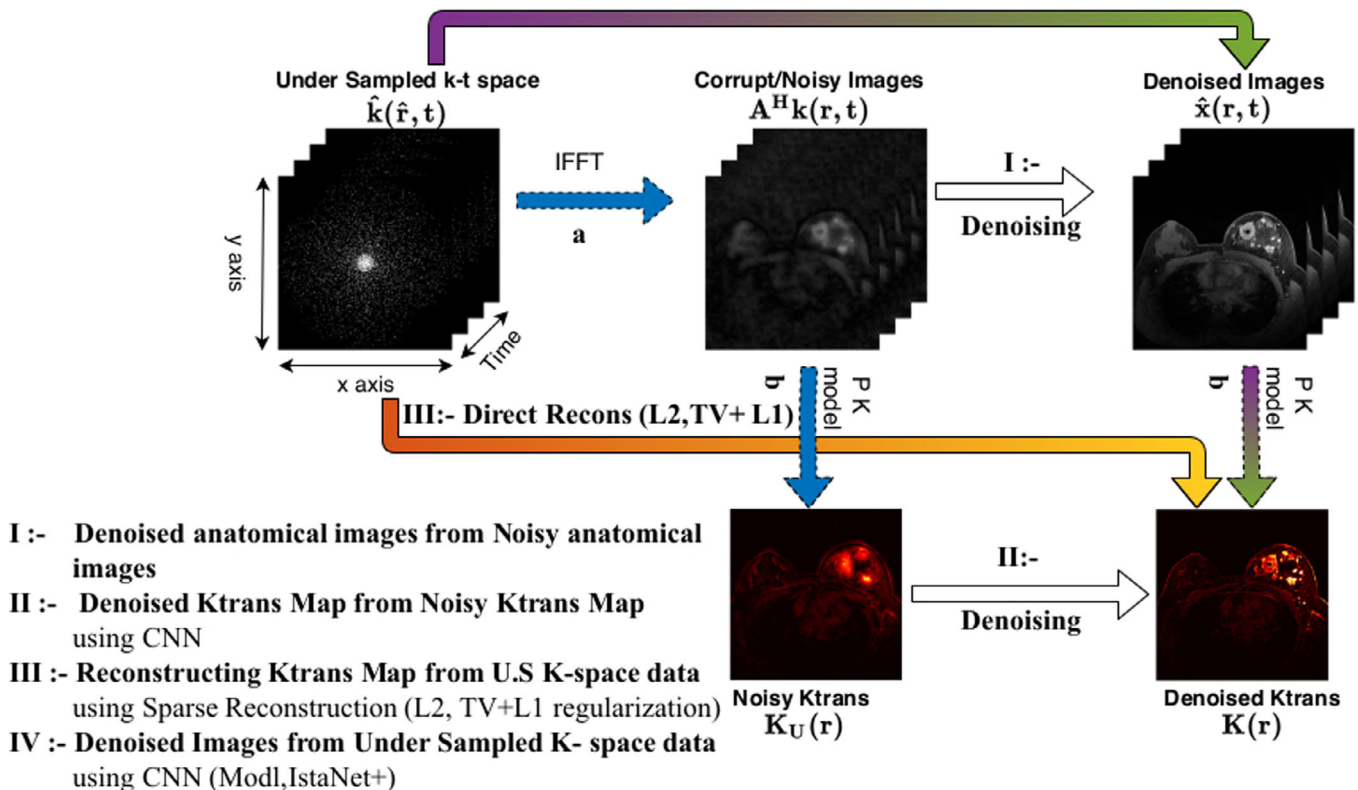 Under Sampled k-t space
k̂(r̂, t)
Corrupt/Noisy Images
A^H k(r, t)
Denoised Images
x̂(r, t)
IFFT
a
I :-
Denoising
y axis
x axis
Time
b
P K
model
b
P K
model
III:- Direct Recons (L2,TV+ L1)
II:-
Denoising
Noisy Ktrans
K_U(r)
Denoised Ktrans
K(r)
I :- Denoised anatomical images from Noisy anatomical
images
II :- Denoised Ktrans Map from Noisy Ktrans Map
using CNN
III :- Reconstructing Ktrans Map from U.S K-space data
using Sparse Reconstruction (L2, TV+L1 regularization)
IV :- Denoised Images from Under Sampled K- space data
using CNN (Modl,IstaNet+)